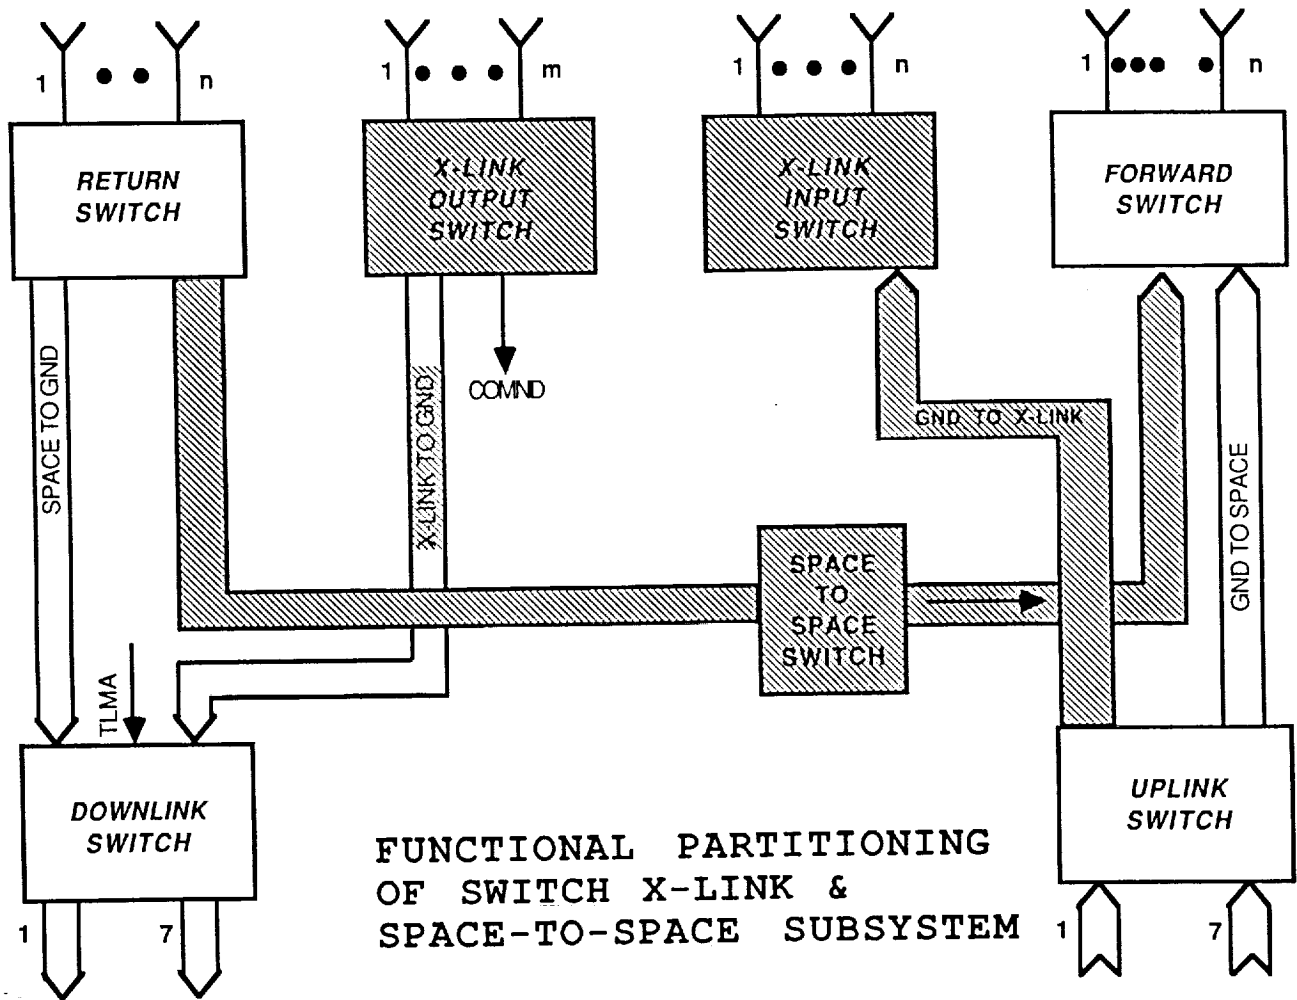 1 n
1 m
1 n
1 n
RETURN
SWITCH
X-LINK
OUTPUT
SWITCH
X-LINK
INPUT
SWITCH
FORWARD
SWITCH
SPACE TO GND
X-LINK TO GND
COMND
GND TO X-LINK
GND TO SPACE
SPACE
TO
SPACE
SWITCH
TLMA
DOWNLINK
SWITCH
UPLINK
SWITCH
FUNCTIONAL PARTITIONING
OF SWITCH X-LINK &
SPACE-TO-SPACE SUBSYSTEM
1 7
1 7